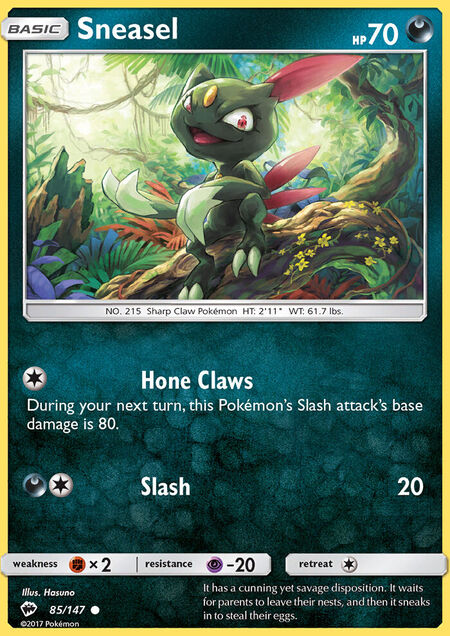 BASIC Sneasel HP70
NO. 215 Sharp Claw Pokémon HT: 2'11" WT: 61.7 lbs.
Hone Claws
During your next turn, this Pokémon's Slash attack's base
damage is 80.
Slash 20
weakness ×2 resistance -20 retreat
Illus. Hasuno
85/147
©2017 Pokémon
It has a cunning yet savage disposition. It waits
for parents to leave their nests, and then it sneaks
in to steal their eggs.